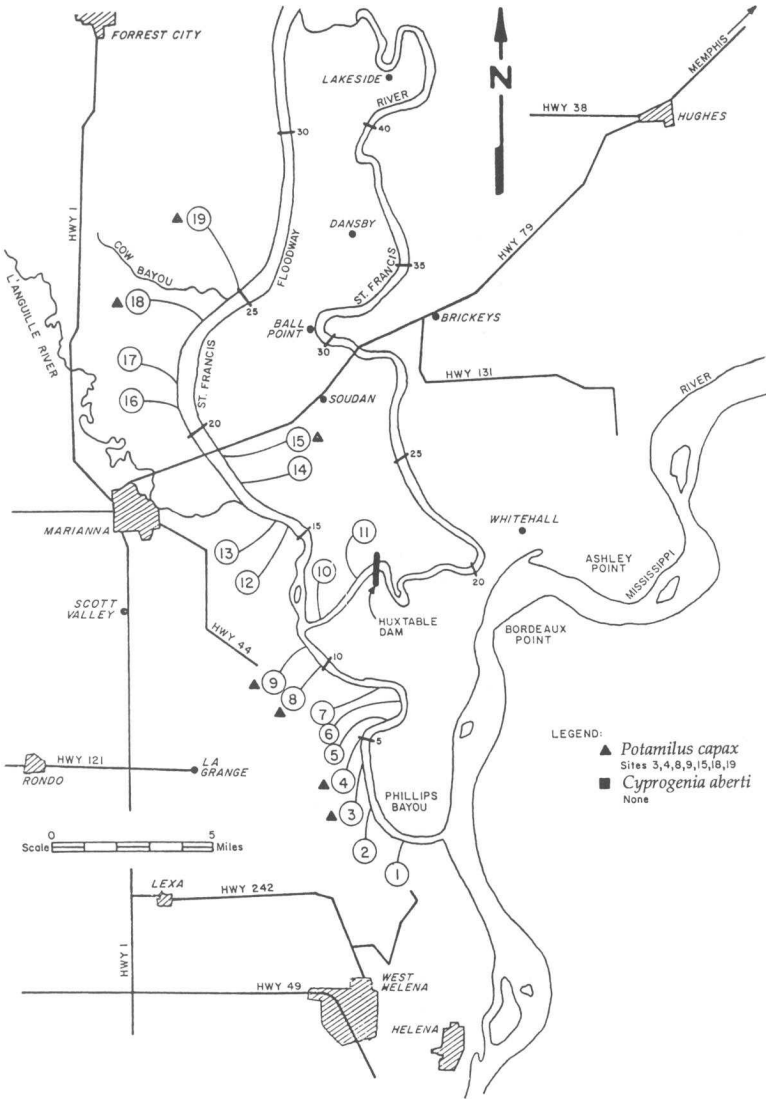 FORREST CITY
LAKESIDE
N
MEMPHIS
RIVER
HWY 38
HUGHES
40
30
HWY 1
19
DANSBY
HWY 79
COW BAYOU
FLOODWAY
ST. FRANCIS
35
L'ANGUILLE RIVER
18
25
BALL POINT
BRICKEYS
30
17
ST. FRANCIS
HWY 131
RIVER
16
SOUDAN
20
15
25
14
MARIANNA
WHITEHALL
15
11
13
12
10
20
ASHLEY POINT
MISSISSIPPI
SCOTT VALLEY
HUXTABLE DAM
BORDEAUX POINT
HWY 44
10
9
8
7
6
5
5
LEGEND:
Potamilus capax
Sites 3,4,8,9,15,18,19
Cyprogenia aberti
None
HWY 121
LA GRANGE
RONDO
4
3
PHILLIPS BAYOU
2
1
0
5
Scale
Miles
LEXA
HWY 242
HWY 1
WEST HELENA
HWY 49
HELENA